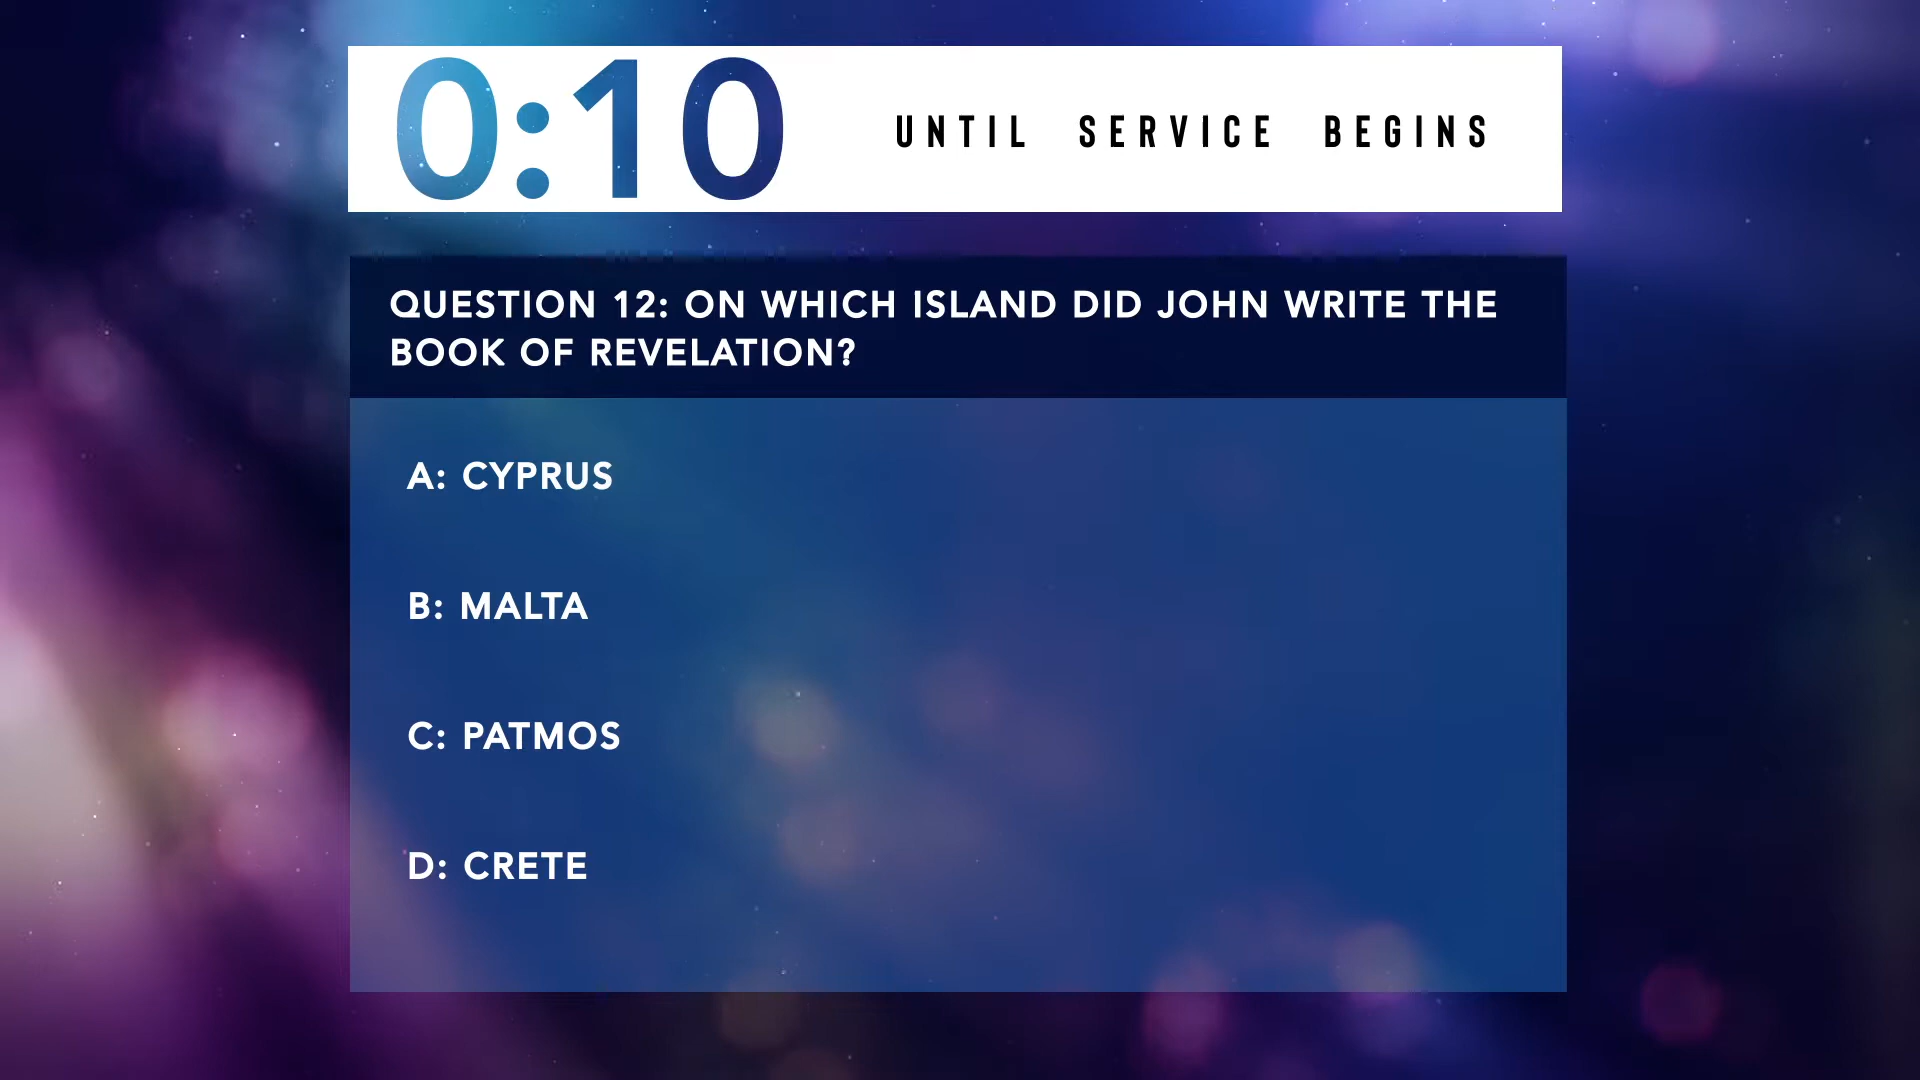 0:10 UNTIL SERVICE BEGINS
QUESTION 12: ON WHICH ISLAND DID JOHN WRITE THE
BOOK OF REVELATION?
A: CYPRUS
B: MALTA
C: PATMOS
D: CRETE